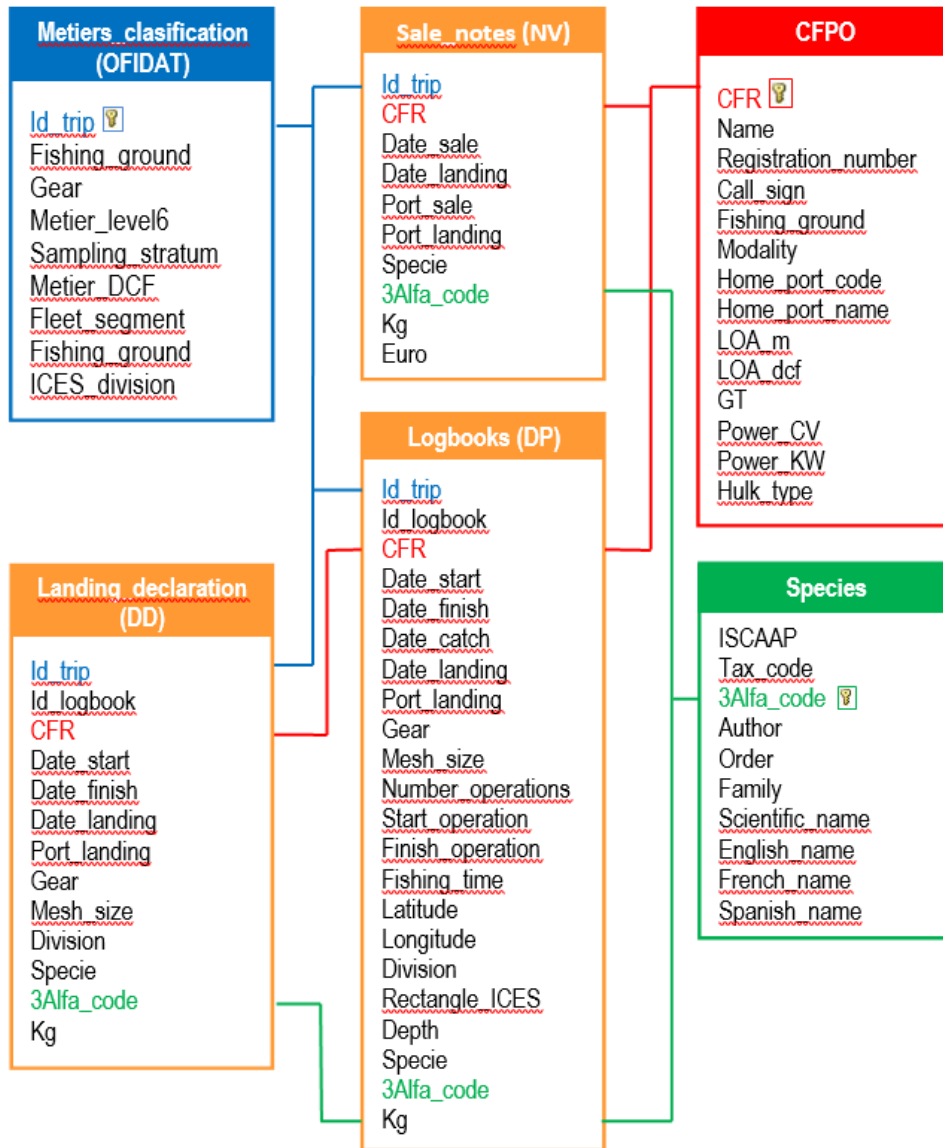 Metiers_clasification
(OFIDAT)
Id_trip
Fishing_ground
Gear
Metier_level6
Sampling_stratum
Metier_DCF
Fleet_segment
Fishing_ground
ICES_division
Sale_notes (NV)
Id_trip
CFR
Date_sale
Date_landing
Port_sale
Port_landing
Specie
3Alfa_code
Kg
Euro
CFPO
CFR
Name
Registration_number
Call_sign
Fishing_ground
Modality
Home_port_code
Home_port_name
LOA_m
LOA_dcf
GT
Power_CV
Power_KW
Hulk_type
Landing_declaration
(DD)
Id_trip
Id_logbook
CFR
Date_start
Date_finish
Date_landing
Port_landing
Gear
Mesh_size
Division
Specie
3Alfa_code
Kg
Logbooks (DP)
Id_trip
Id_logbook
CFR
Date_start
Date_finish
Date_catch
Date_landing
Port_landing
Gear
Mesh_size
Number_operations
Start_operation
Finish_operation
Fishing_time
Latitude
Longitude
Division
Rectangle_ICES
Depth
Specie
3Alfa_code
Kg
Species
ISCAAP
Tax_code
3Alfa_code
Author
Order
Family
Scientific_name
English_name
French_name
Spanish_name